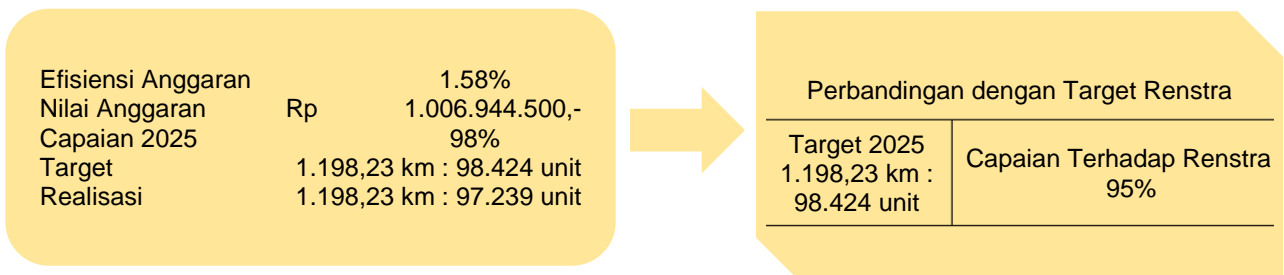 Efisiensi Anggaran 1.58%
Nilai Anggaran Rp 1.006.944.500,-
Capaian 2025 98%
Target 1.198,23 km : 98.424 unit
Realisasi 1.198,23 km : 97.239 unit
Perbandingan dengan Target Renstra
Target 2025
1.198,23 km :
98.424 unit
Capaian Terhadap Renstra
95%